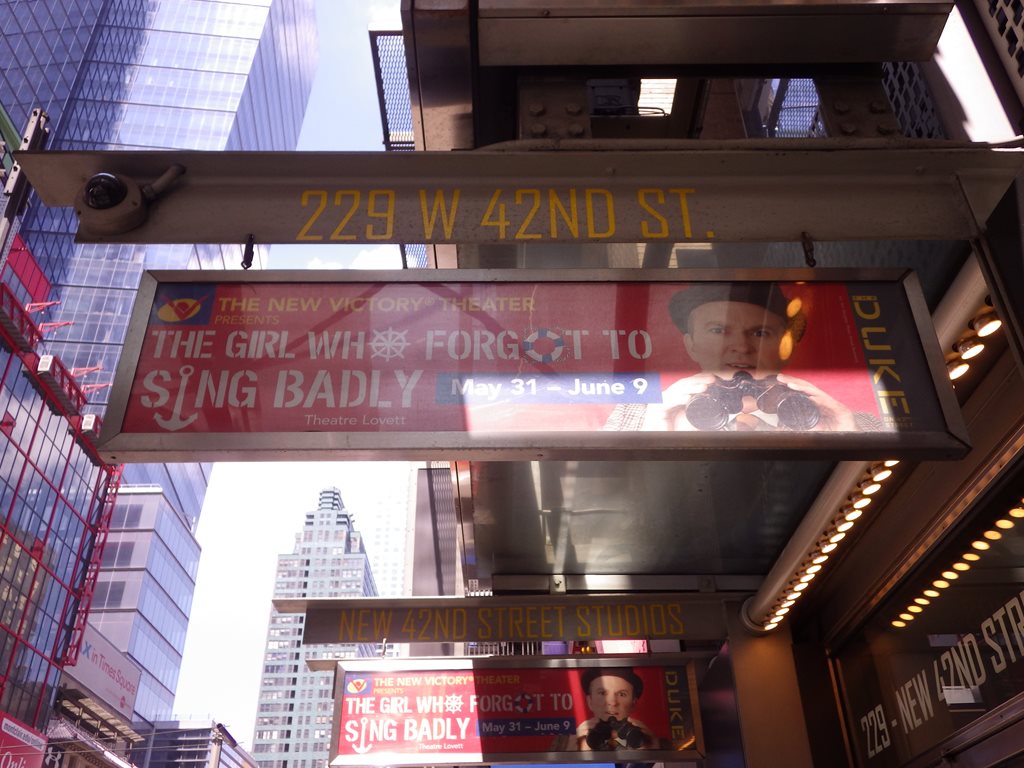 229 W 42ND ST.
THE NEW VICTORY® THEATER
PRESENTS
THE GIRL WHO FORGOT TO
SING BADLY
May 31 – June 9
Theatre Lovett
DUKE
NEW 42ND STREET STUDIOS
THE NEW VICTORY® THEATER
PRESENTS
THE GIRL WHO FORGOT TO
SING BADLY
May 31 – June 9
Theatre Lovett
DUKE
229 - NEW 42ND STRE
in Times Square
Onli